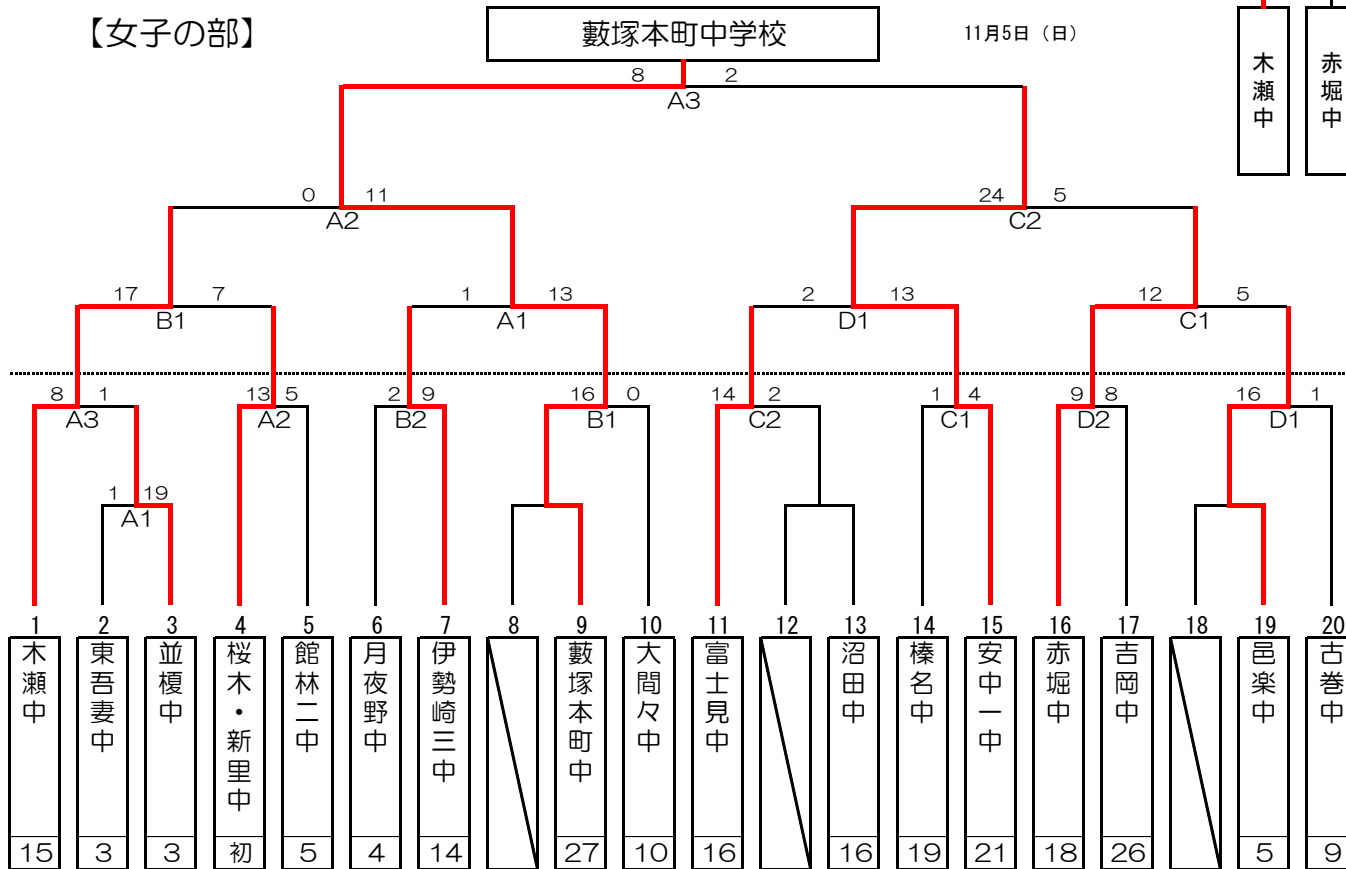 【女子の部】
藪塚本町中学校
11月5日（日）
木瀬中
赤堀中
8 2
A3
0 11
A2
24 5
C2
17 7
B1
1 13
A1
2 13
D1
12 5
C1
8 1
A3
13 5
A2
2 9
B2
16 0
B1
14 2
C2
1 4
C1
9 8
D2
16 1
D1
1 19
A1
1 2 3 4 5 6 7 8 9 10 11 12 13 14 15 16 17 18 19 20
木瀬中
東吾妻中
並榎中
桜木・新里中
館林二中
月夜野中
伊勢崎三中
藪塚本町中
大間々中
富士見中
沼田中
榛名中
安中一中
赤堀中
吉岡中
邑楽中
古巻中
15 3 3 初 5 4 14 27 10 16 16 19 21 18 26 5 9